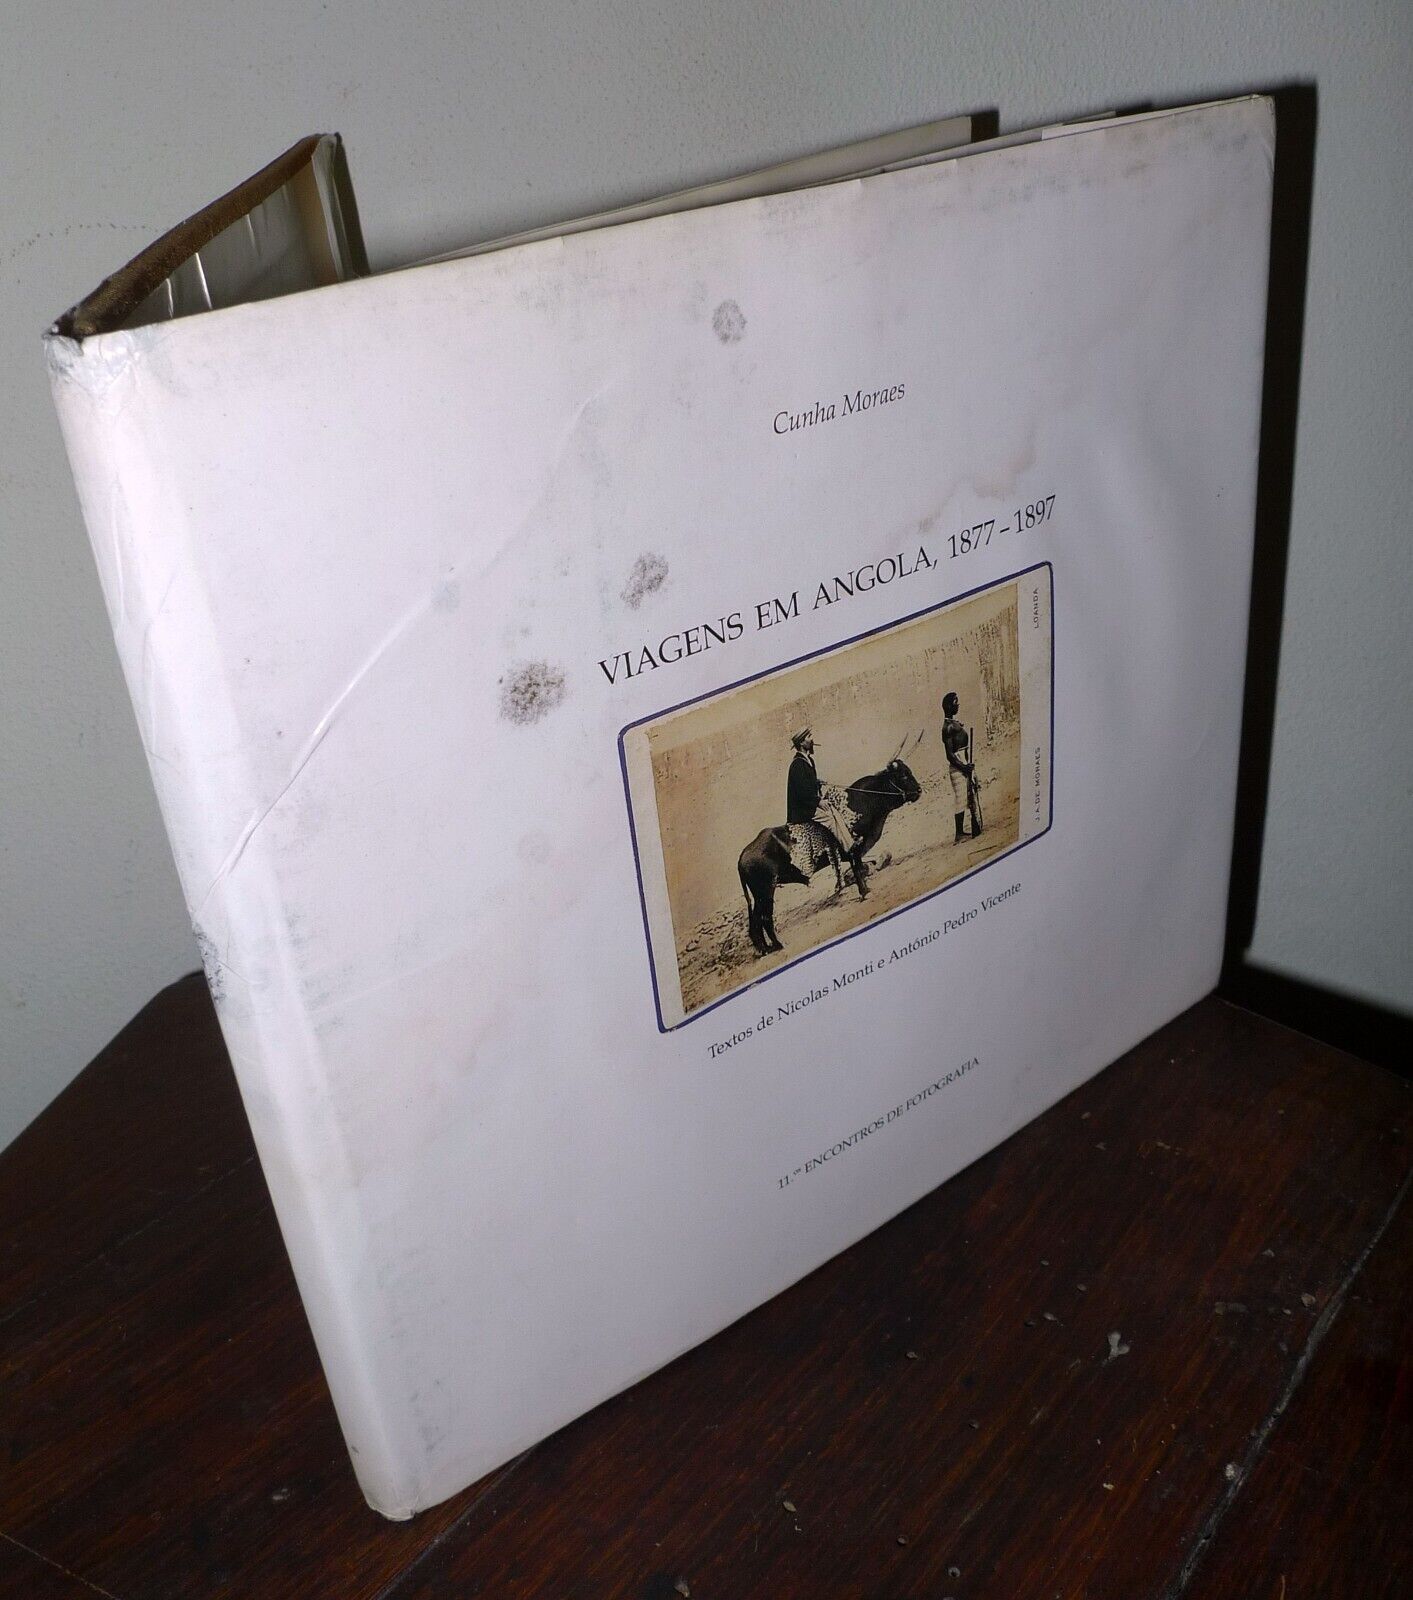 Cunha Moraes
VIAGENS EM ANGOLA, 1877–1897
LOANDA
J. A. DE MORAES
Textos de Nicolas Monti e António Pedro Vicente
11.os ENCONTROS DE FOTOGRAFIA